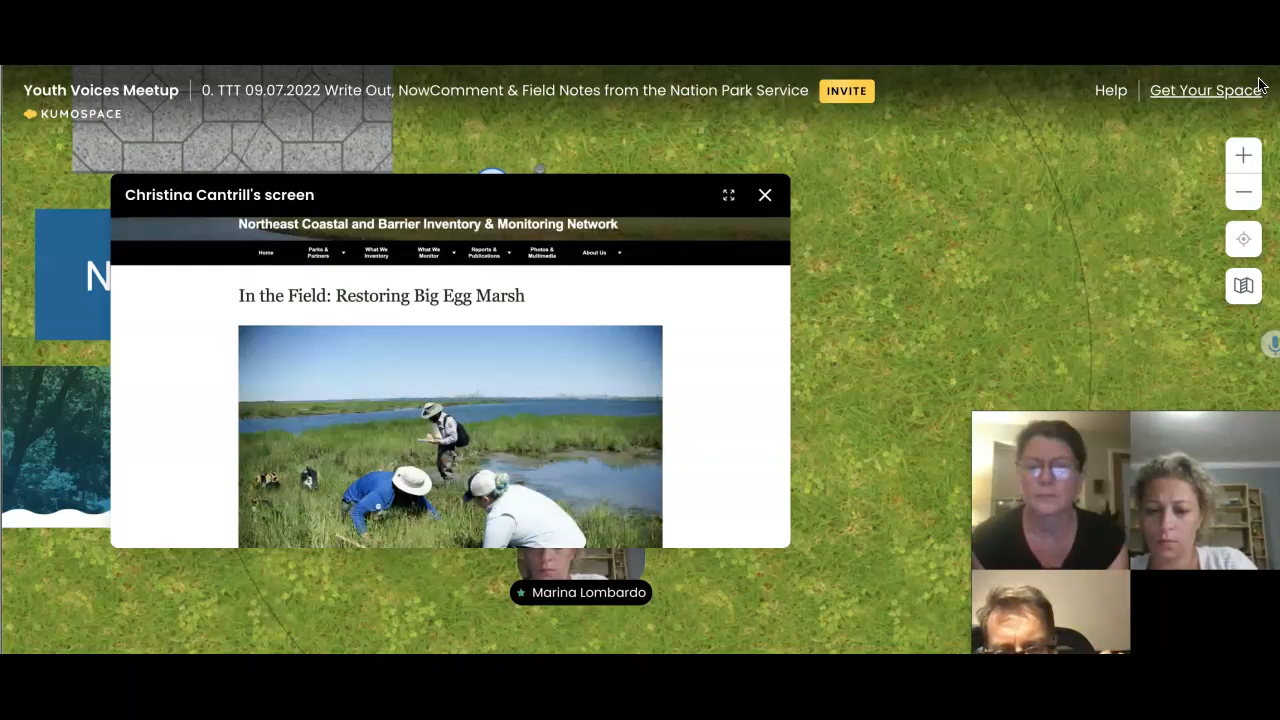 Youth Voices Meetup
0. TTT 09.07.2022 Write Out, NowComment & Field Notes from the Nation Park Service
INVITE
Help
Get Your Space
KUMOSPACE
Christina Cantrill's screen
Northeast Coastal and Barrier Inventory & Monitoring Network
Home
Parks &
Partners
What We
Inventory
What We
Monitor
Reports &
Publications
Photos &
Multimedia
About Us
In the Field: Restoring Big Egg Marsh
N
Marina Lombardo